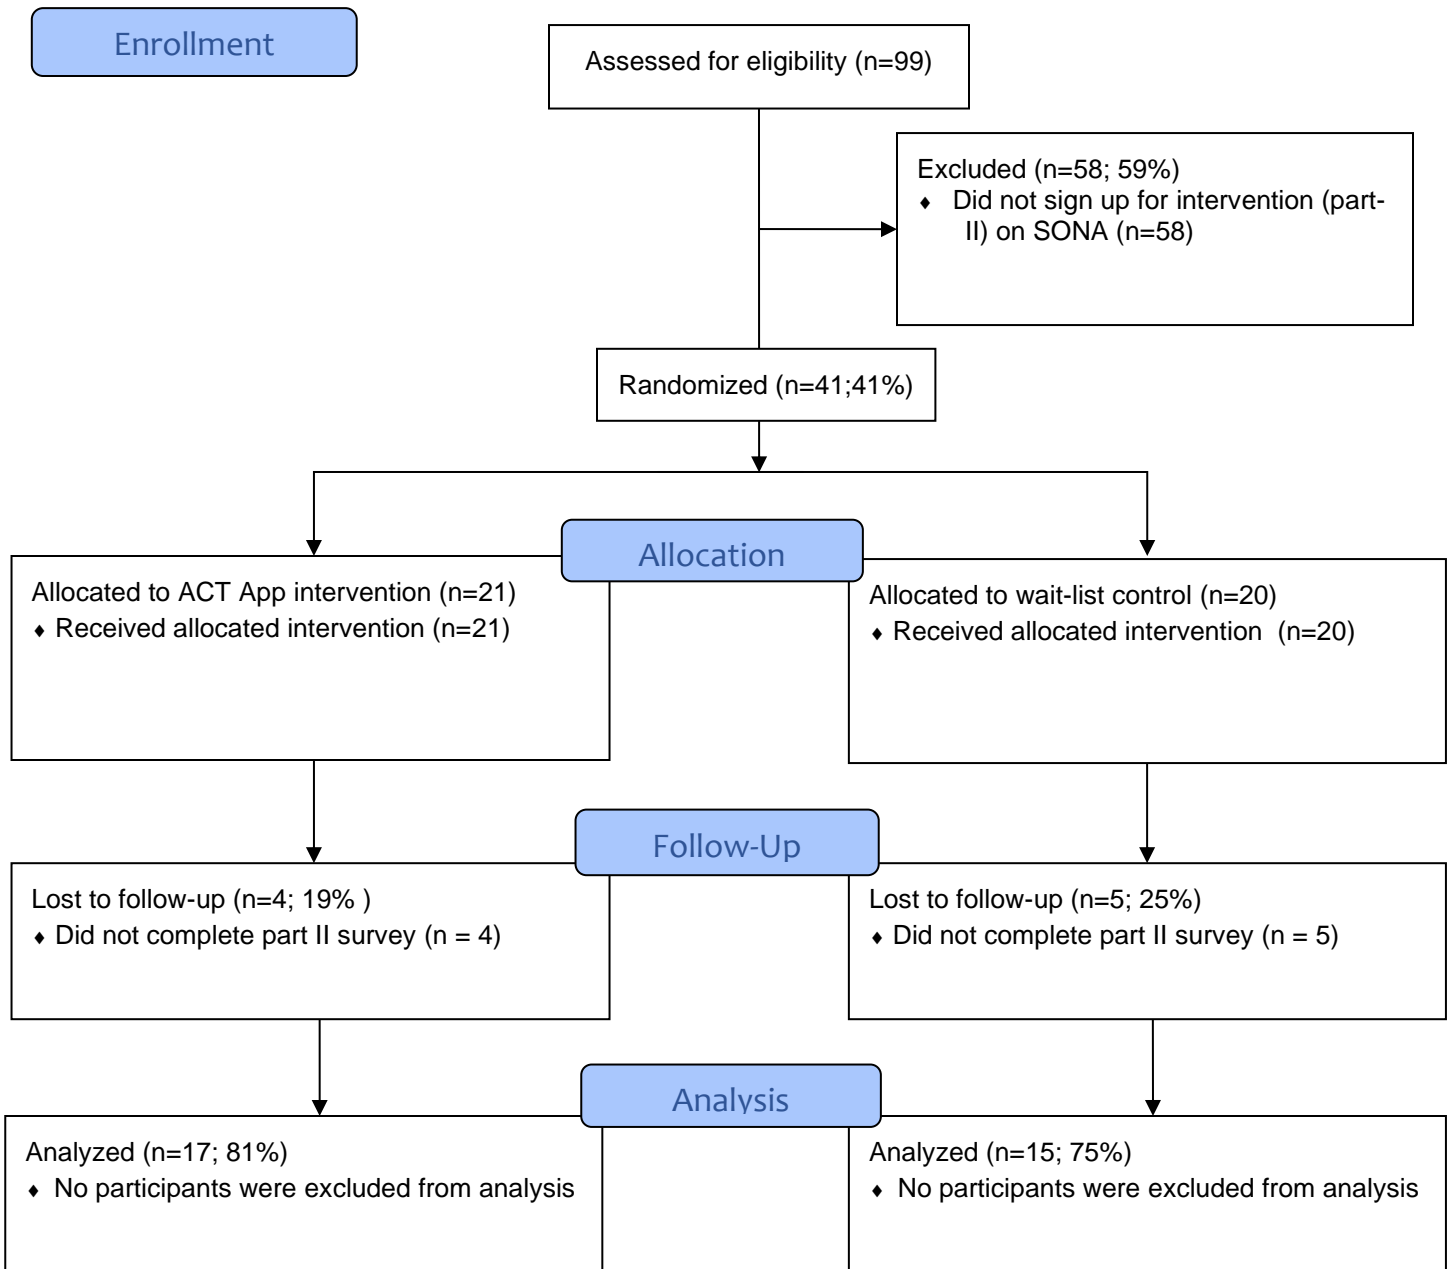 Enrollment
Assessed for eligibility (n=99)
Excluded (n=58; 59%)
♦ Did not sign up for intervention (part-
II) on SONA (n=58)
Randomized (n=41;41%)
Allocation
Allocated to ACT App intervention (n=21)
♦ Received allocated intervention (n=21)
Allocated to wait-list control (n=20)
♦ Received allocated intervention  (n=20)
Follow-Up
Lost to follow-up (n=4; 19% )
♦ Did not complete part II survey (n = 4)
Lost to follow-up (n=5; 25%)
♦ Did not complete part II survey (n = 5)
Analysis
Analyzed (n=17; 81%)
♦ No participants were excluded from analysis
Analyzed (n=15; 75%)
♦ No participants were excluded from analysis